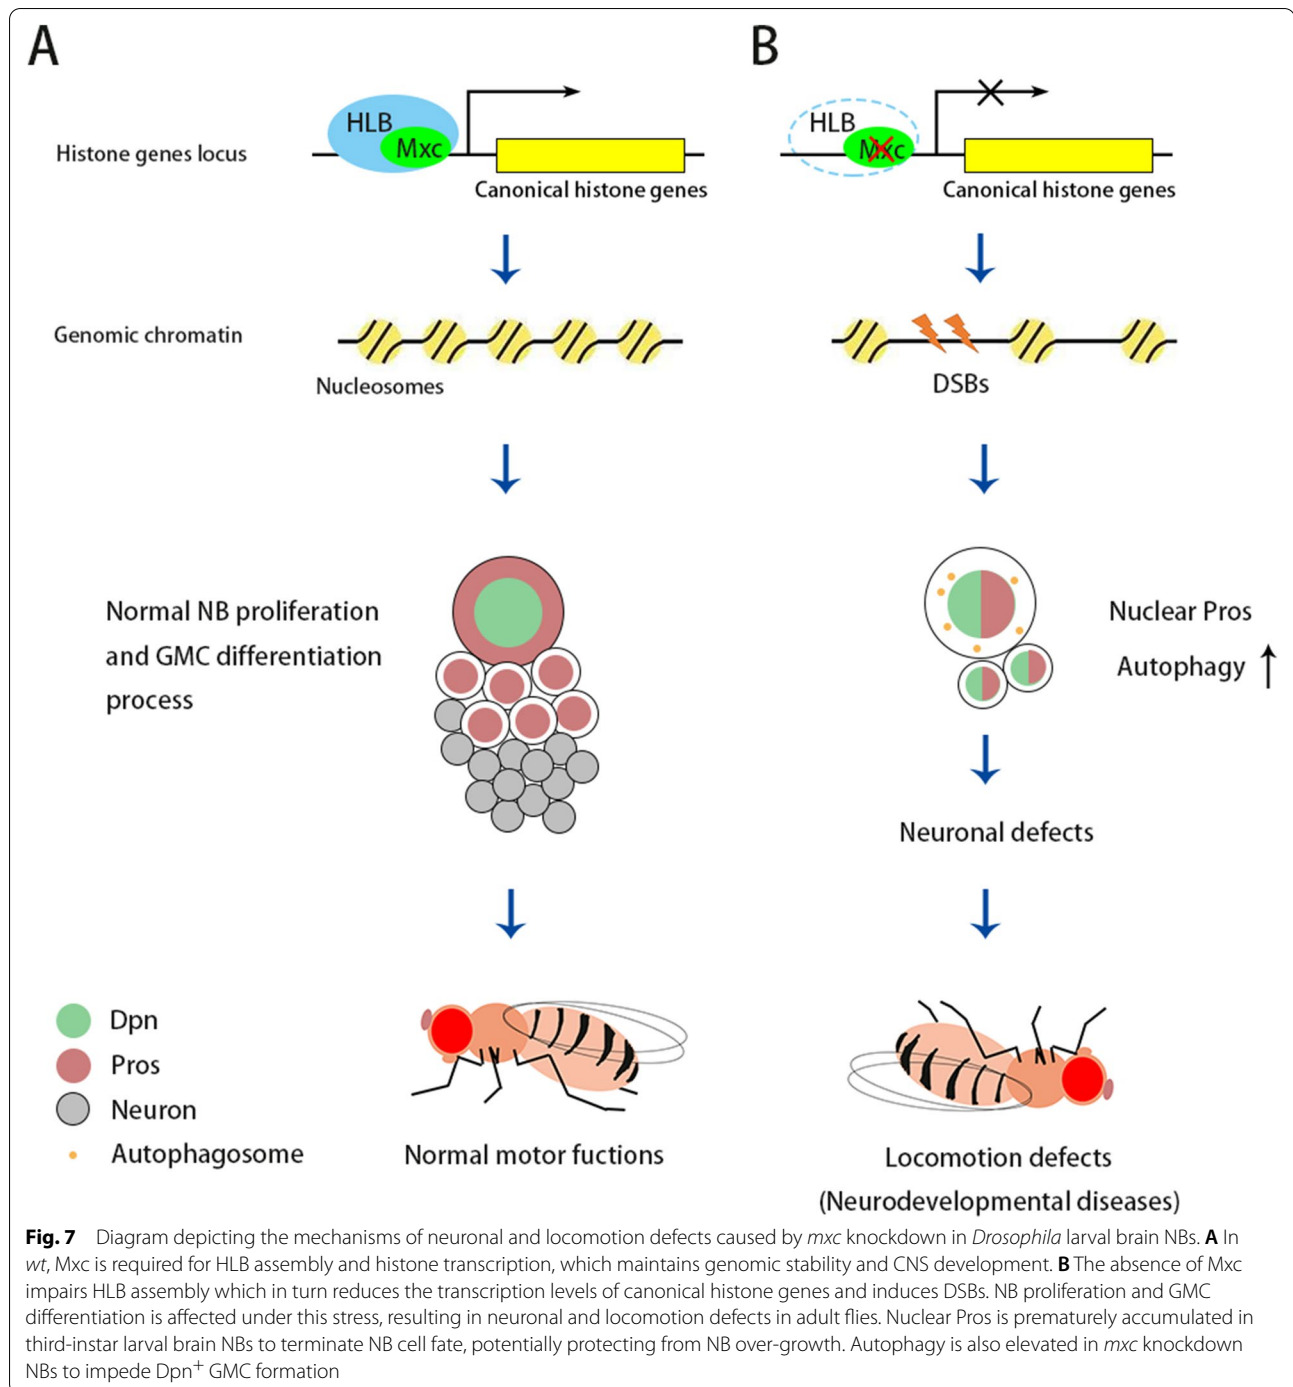 A
B
HLB
Mxc
HLB
Mxc
Histone genes locus
Canonical histone genes
Canonical histone genes
Genomic chromatin
Nucleosomes
DSBs
Normal NB proliferation
and GMC differentiation
process
Nuclear Pros
Autophagy ↑
Neuronal defects
Dpn
Pros
Neuron
Autophagosome
Normal motor fuctions
Locomotion defects
(Neurodevelopmental diseases)
Fig. 7 Diagram depicting the mechanisms of neuronal and locomotion defects caused by mxc knockdown in Drosophila larval brain NBs. A In
wt, Mxc is required for HLB assembly and histone transcription, which maintains genomic stability and CNS development. B The absence of Mxc
impairs HLB assembly which in turn reduces the transcription levels of canonical histone genes and induces DSBs. NB proliferation and GMC
differentiation is affected under this stress, resulting in neuronal and locomotion defects in adult flies. Nuclear Pros is prematurely accumulated in
third-instar larval brain NBs to terminate NB cell fate, potentially protecting from NB over-growth. Autophagy is also elevated in mxc knockdown
NBs to impede Dpn+ GMC formation